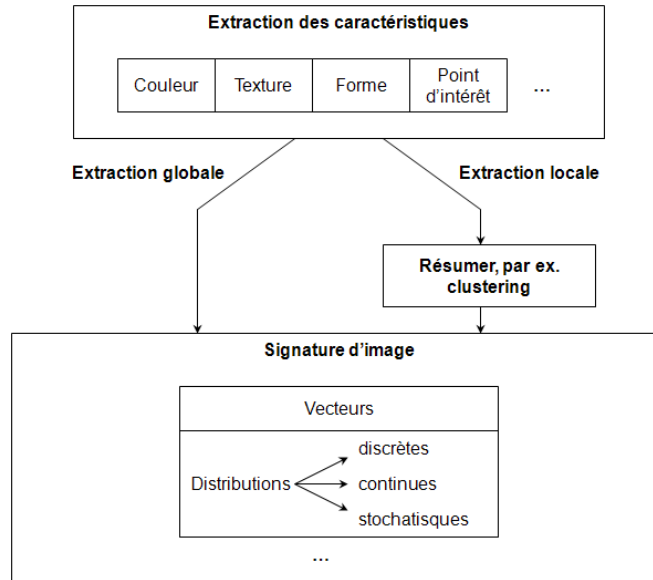 Extraction des caractéristiques
Couleur Texture Forme Point d'intérêt ...
Extraction globale Extraction locale
Résumer, par ex.
clustering
Signature d'image
Vecteurs
Distributions
discrètes
continues
stochatisques
...